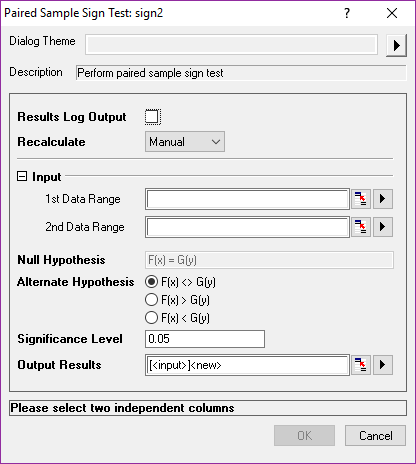 Paired Sample Sign Test: sign2 ? ×
Dialog Theme
Description Perform paired sample sign test
Results Log Output
Recalculate Manual
Input
1st Data Range
2nd Data Range
Null Hypothesis F(x) = G(y)
Alternate Hypothesis F(x) <> G(y)
F(x) > G(y)
F(x) < G(y)
Significance Level 0.05
Output Results [<input>]<new>
Please select two independent columns
OK Cancel